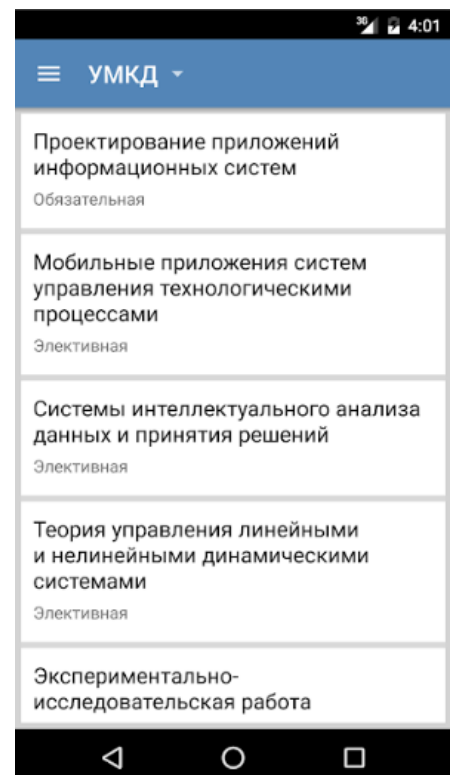 3G 4:01
УМКД
Проектирование приложений
информационных систем
Обязательная
Мобильные приложения систем
управления технологическими
процессами
Элективная
Системы интеллектуального анализа
данных и принятия решений
Элективная
Теория управления линейными
и нелинейными динамическими
системами
Элективная
Экспериментально-
исследовательская работа